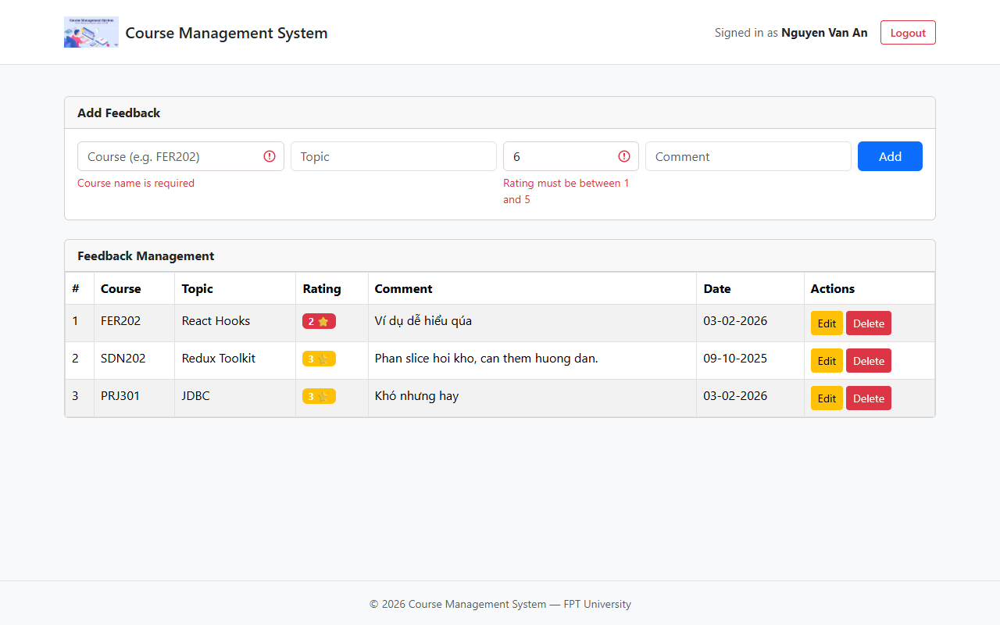 Course Management System
Course Management System
Signed in as Nguyen Van An
Logout
Add Feedback
Course (e.g. FER202)
Topic
6
Comment
Add
Course name is required
Rating must be between 1
and 5
Feedback Management
# Course Topic Rating Comment Date Actions
1 FER202 React Hooks 2 ⭐ Ví dụ dễ hiểu qúa 03-02-2026 Edit Delete
2 SDN202 Redux Toolkit 3 ⭐ Phan slice hoi kho, can them huong dan. 09-10-2025 Edit Delete
3 PRJ301 JDBC 3 ⭐ Khó nhưng hay 03-02-2026 Edit Delete
© 2026 Course Management System — FPT University